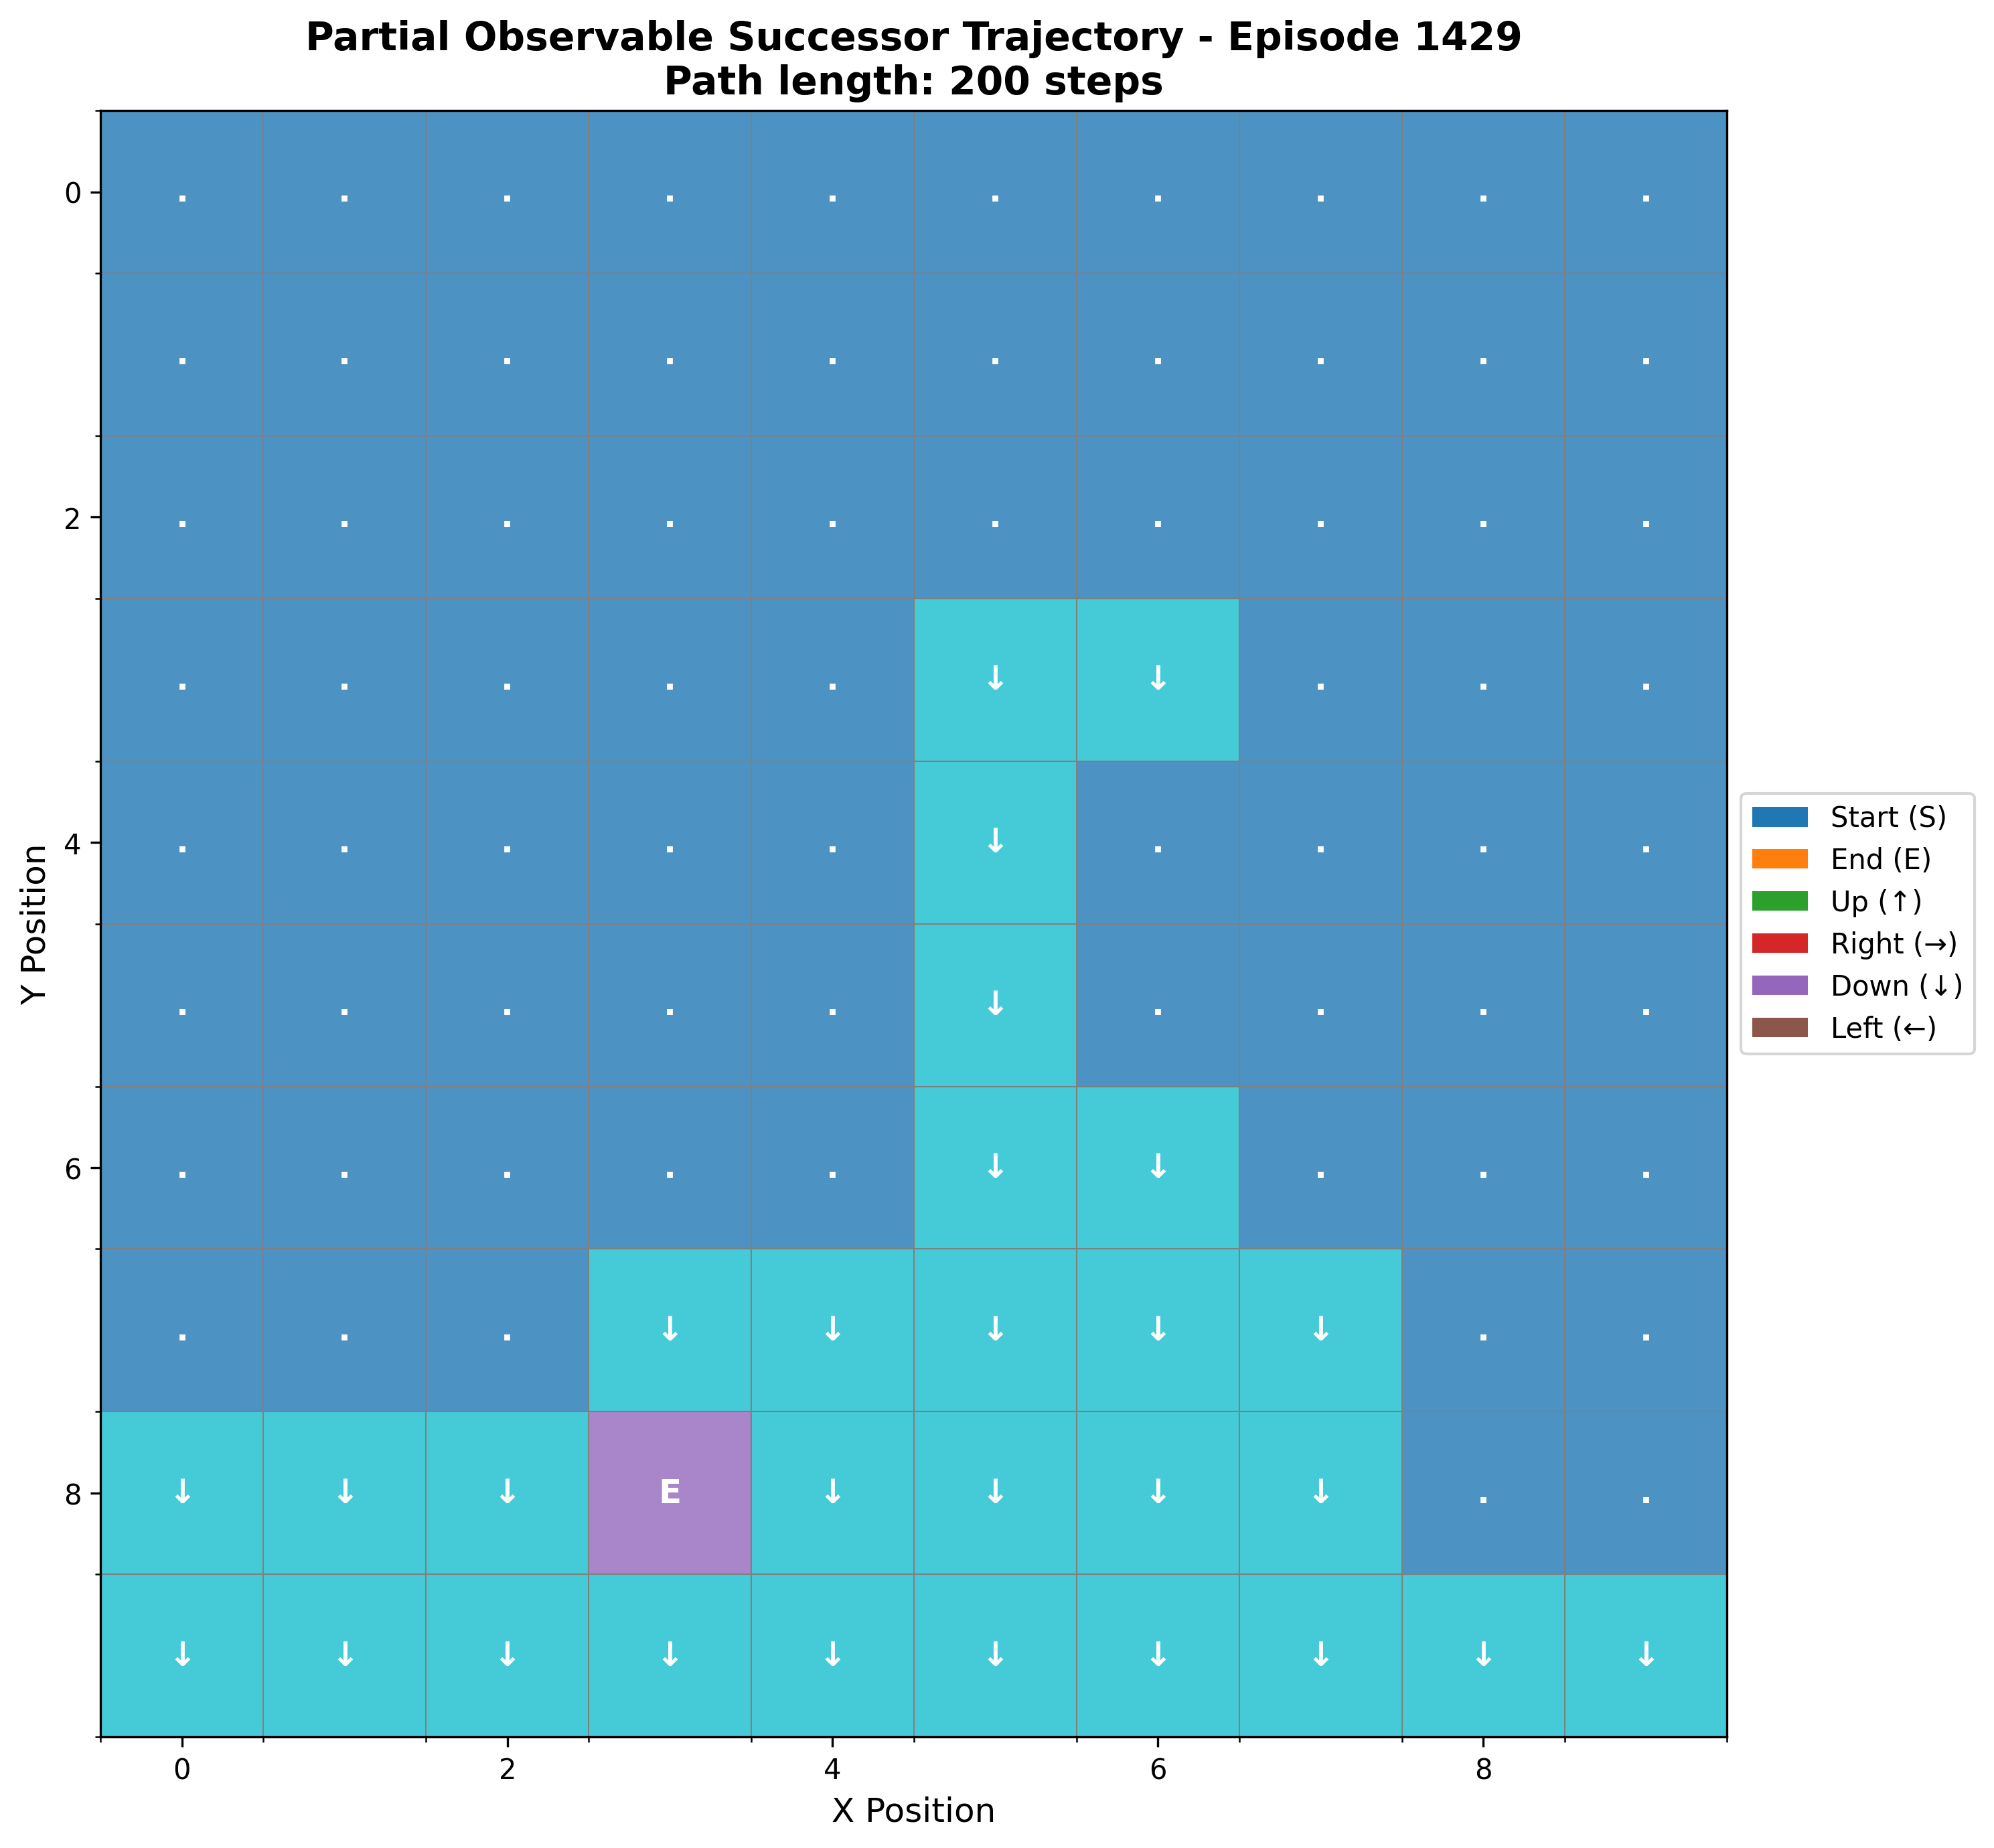 Partial Observable Successor Trajectory - Episode 1429
Path length: 200 steps
0 . . . . . . . . . .
. . . . . . . . . .
2 . . . . . . . . . .
. . . . . ↓ ↓ . . .
4 . . . . . ↓ . . . .
. . . . . ↓ . . . .
6 . . . . . ↓ ↓ . . .
. . . ↓ ↓ ↓ ↓ ↓ . .
8 ↓ ↓ ↓ E ↓ ↓ ↓ ↓ . .
↓ ↓ ↓ ↓ ↓ ↓ ↓ ↓ ↓ ↓
0 2 4 6 8
X Position
Y Position
Start (S)
End (E)
Up (↑)
Right (→)
Down (↓)
Left (←)